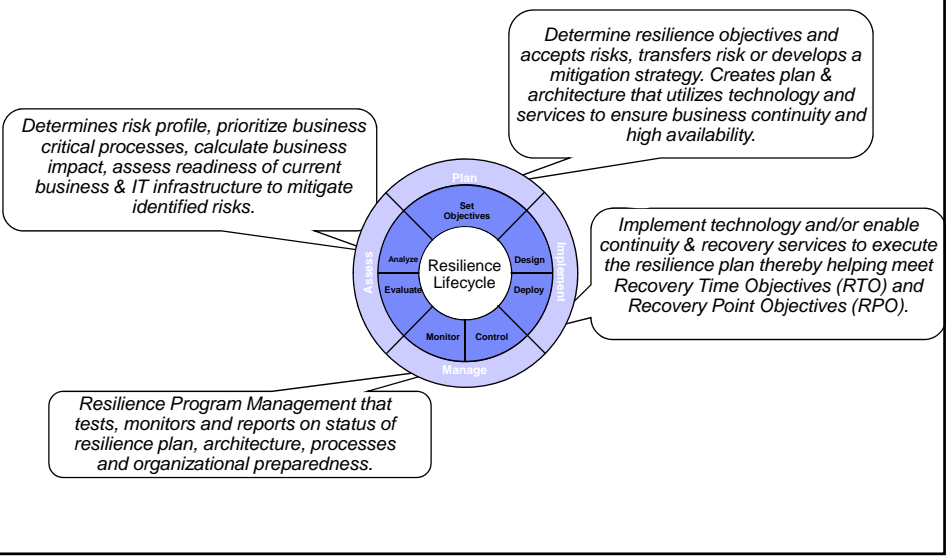 Determine resilience objectives and
accepts risks, transfers risk or develops a
mitigation strategy. Creates plan &
architecture that utilizes technology and
services to ensure business continuity and
high availability.
Determines risk profile, prioritize business
critical processes, calculate business
impact, assess readiness of current
business & IT infrastructure to mitigate
identified risks.
Plan
Set
Objectives
Assess
Analyze
Evaluate
Resilience
Lifecycle
Design
Deploy
Implement
Monitor
Control
Manage
Implement technology and/or enable
continuity & recovery services to execute
the resilience plan thereby helping meet
Recovery Time Objectives (RTO) and
Recovery Point Objectives (RPO).
Resilience Program Management that
tests, monitors and reports on status of
resilience plan, architecture, processes
and organizational preparedness.